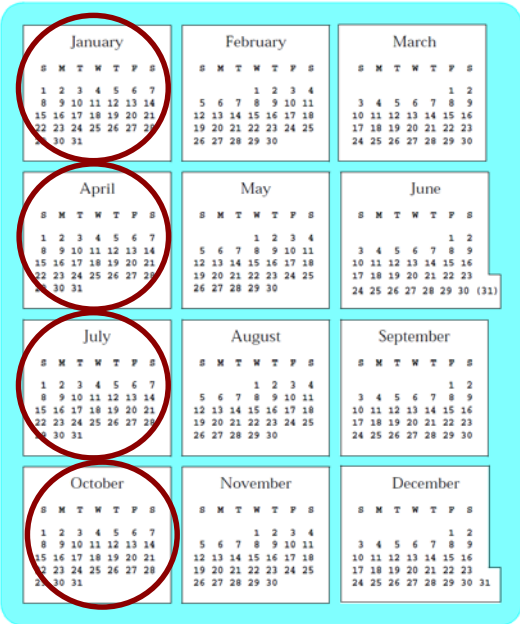 January
S M T W T F S
1 2 3 4 5 6 7
8 9 10 11 12 13 14
15 16 17 18 19 20 21
22 23 24 25 26 27 28
29 30 31
February
S M T W T F S
1 2 3 4
5 6 7 8 9 10 11
12 13 14 15 16 17 18
19 20 21 22 23 24 25
26 27 28 29 30
March
S M T W T F S
1 2
3 4 5 6 7 8 9
10 11 12 13 14 15 16
17 18 19 20 21 22 23
24 25 26 27 28 29 30
April
S M T W T F S
1 2 3 4 5 6 7
8 9 10 11 12 13 14
15 16 17 18 19 20 21
22 23 24 25 26 27 28
29 30 31
May
S M T W T F S
1 2 3 4
5 6 7 8 9 10 11
12 13 14 15 16 17 18
19 20 21 22 23 24 25
26 27 28 29 30
June
S M T W T F S
1 2
3 4 5 6 7 8 9
10 11 12 13 14 15 16
17 18 19 20 21 22 23
24 25 26 27 28 29 30 (31)
July
S M T W T F S
1 2 3 4 5 6 7
8 9 10 11 12 13 14
15 16 17 18 19 20 21
22 23 24 25 26 27 28
29 30 31
August
S M T W T F S
1 2 3 4
5 6 7 8 9 10 11
12 13 14 15 16 17 18
19 20 21 22 23 24 25
26 27 28 29 30
September
S M T W T F S
1 2
3 4 5 6 7 8 9
10 11 12 13 14 15 16
17 18 19 20 21 22 23
24 25 26 27 28 29 30
October
S M T W T F S
1 2 3 4 5 6 7
8 9 10 11 12 13 14
15 16 17 18 19 20 21
22 23 24 25 26 27 28
29 30 31
November
S M T W T F S
1 2 3 4
5 6 7 8 9 10 11
12 13 14 15 16 17 18
19 20 21 22 23 24 25
26 27 28 29 30
December
S M T W T F S
1 2
3 4 5 6 7 8 9
10 11 12 13 14 15 16
17 18 19 20 21 22 23
24 25 26 27 28 29 30 31